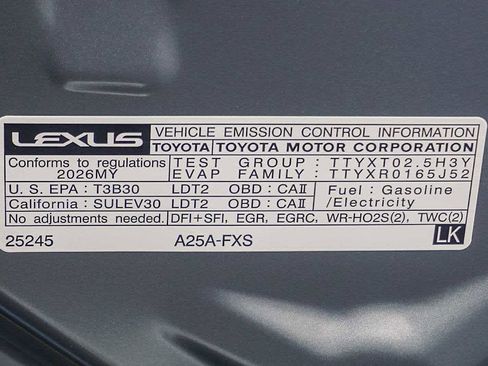 LEXUS VEHICLE EMISSION CONTROL INFORMATION
TOYOTA TOYOTA MOTOR CORPORATION
Conforms to regulations TEST GROUP: TTYXT02.5H3Y
2026MY EVAP FAMILY: TTYXR0165J52
U.S. EPA: T3B30 LDT2 OBD: CAII Fuel: Gasoline
California: SULEV30 LDT2 OBD: CAII /Electricity
No adjustments needed. DFI+SFI, EGR, EGRC, WR-HO2S(2), TWC(2)
25245 A25A-FXS LK